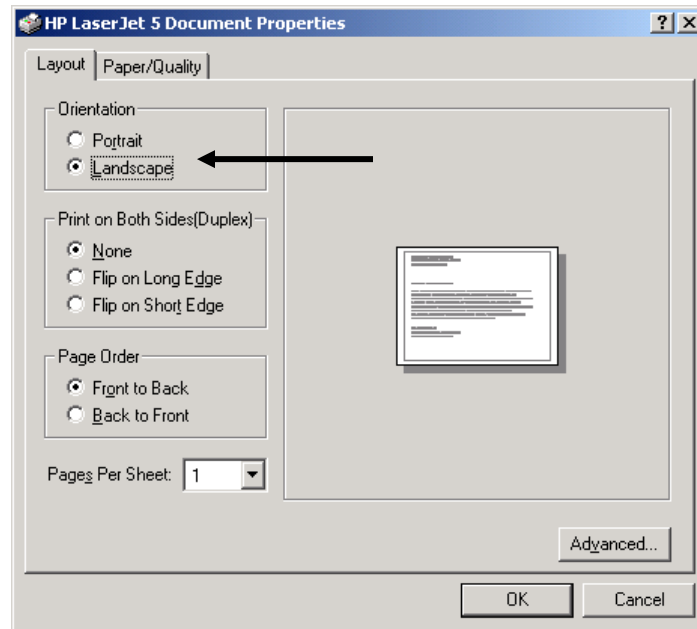 HP LaserJet 5 Document Properties
Layout
Paper/Quality
Orientation
Portrait
Landscape
Print on Both Sides(Duplex)
None
Flip on Long Edge
Flip on Short Edge
Page Order
Front to Back
Back to Front
Pages Per Sheet: 1
Advanced...
OK
Cancel